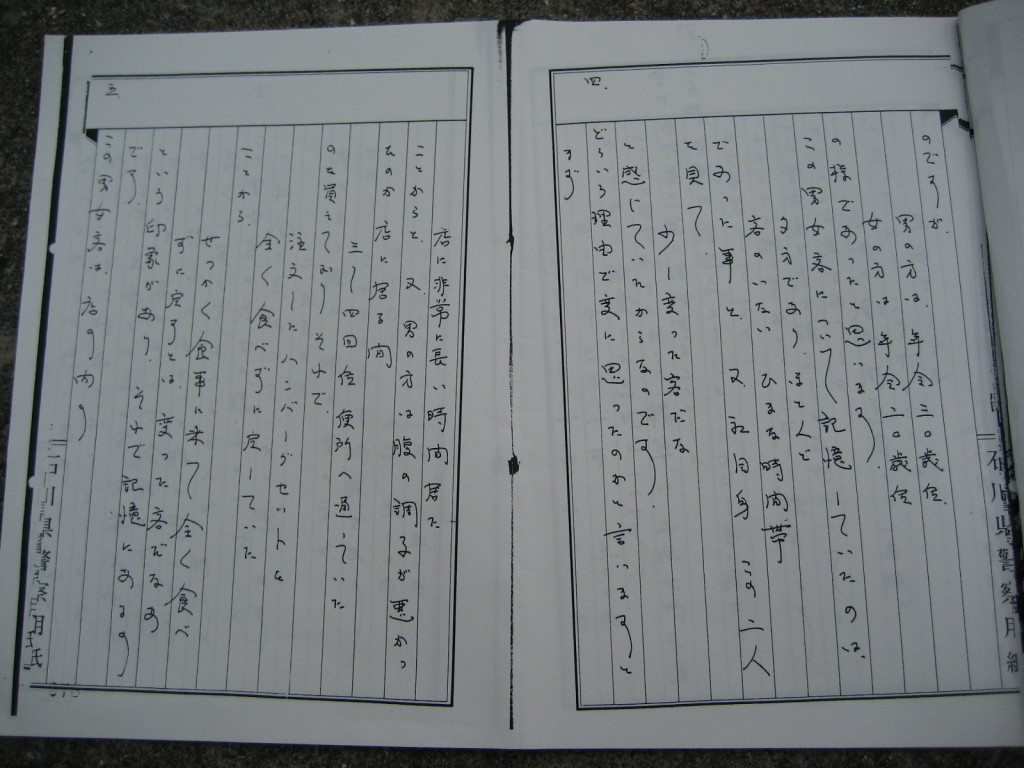 四、
のですが、
男の方は、年令三〇歳位、
女の方は、年令二〇歳位
の様であったと思います。
この男女客について記憶していたのは、
夕方であり、ほとんど
客のいない ひまな時間帯
であった事と、又、私自身 この二人
を見て
少し変った客だな
と感じていたからなのです。
どういう理由で変に思ったのかと言いますと
まず
三、
店に非常に長い時間居た
ことからと、又、男の方は腹の調子が悪かっ
たのか 店に居る間
三〜四回位 便所へ通っていた
のを覚えており それで、
注文したハンバーグセットを
全く食べずに戻していた
ことから、
せっかく食事に来て 全く食べ
ずに戻るとは、変った客だなあ
という印象があり、それで記憶にあるの
です。
この男女客は、店の内の
石川県警察用紙
石川県警察用紙